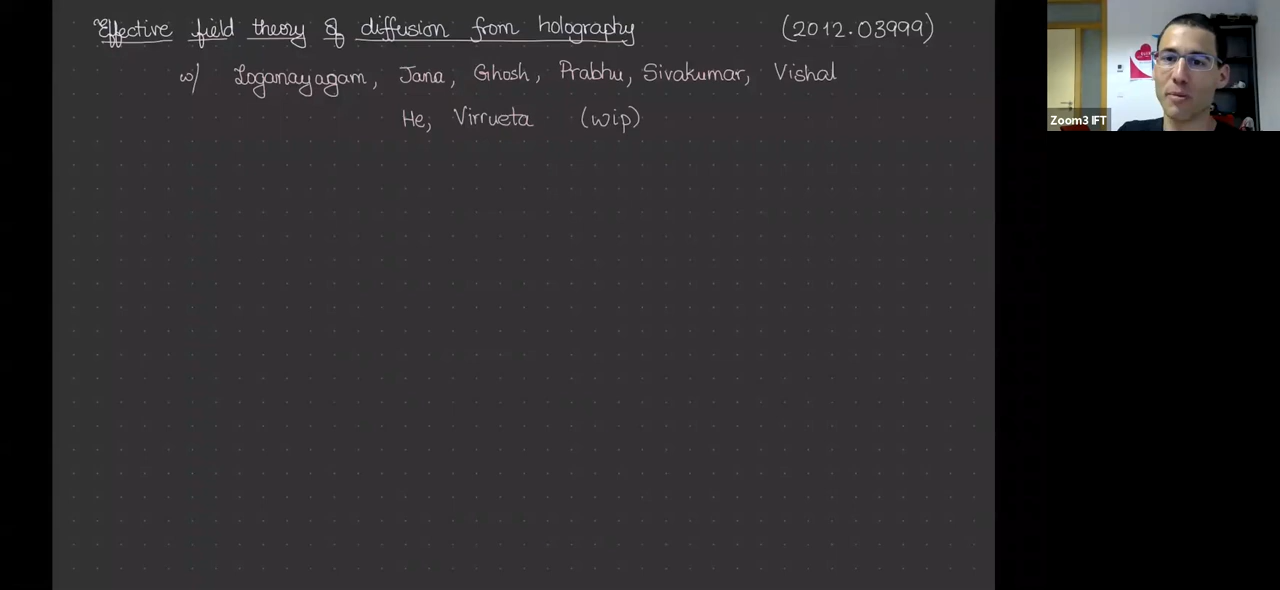 Effective field theory of diffusion from holography (2012.03999)
w/ Loganayagam, Jana, Ghosh, Prabhu, Sivakumar, Vishal
He, Virrueta (wip)
Zoom3 IFT